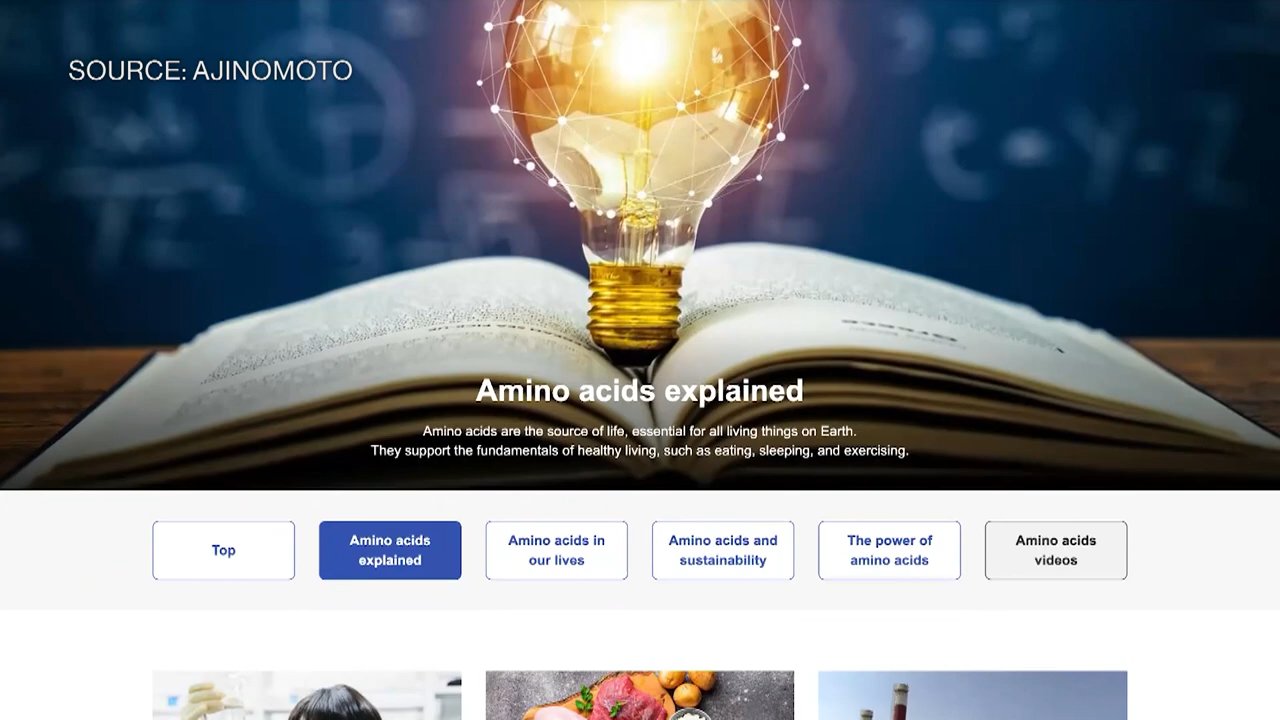 SOURCE: AJINOMOTO
Amino acids explained
Amino acids are the source of life, essential for all living things on Earth.
They support the fundamentals of healthy living, such as eating, sleeping, and exercising.
Top
Amino acids
explained
Amino acids in
our lives
Amino acids and
sustainability
The power of
amino acids
Amino acids
videos